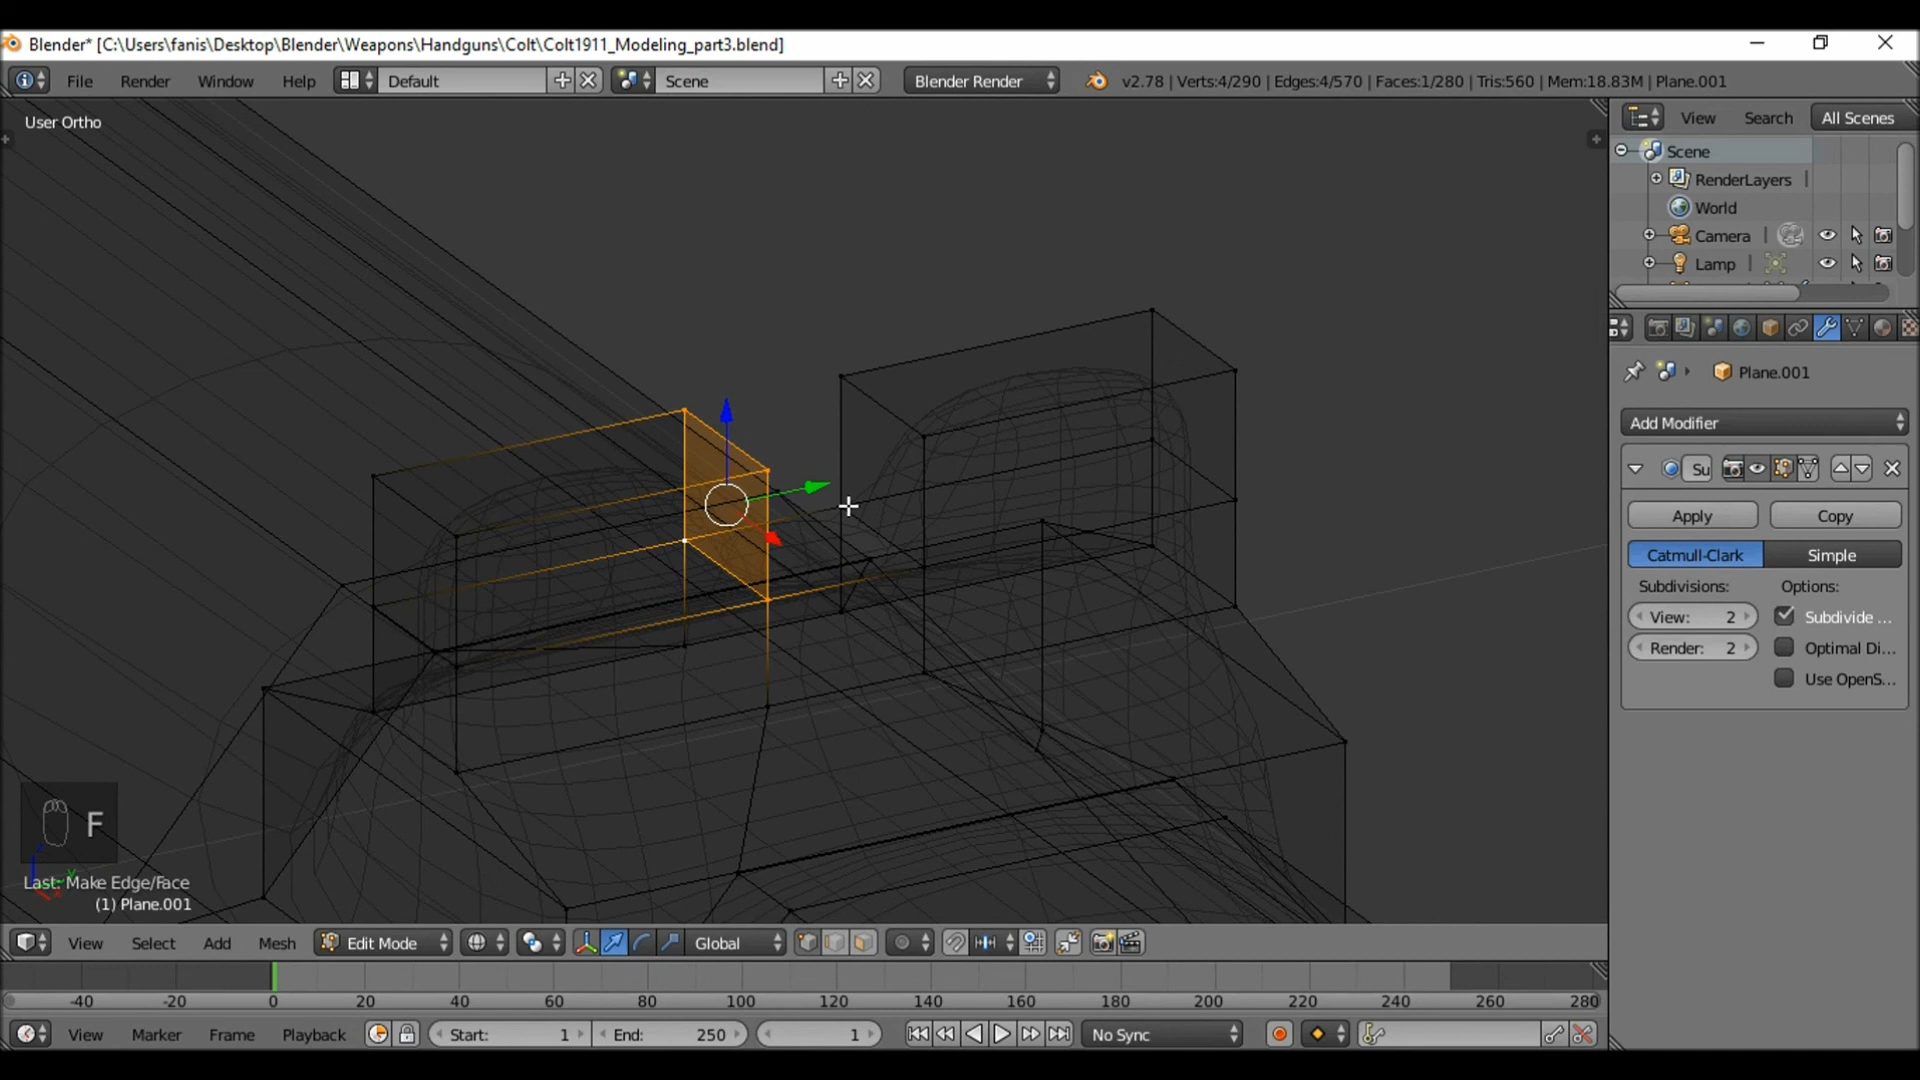 Blender* [C:\Users\fanis\Desktop\Blender\Weapons\Handguns\Colt\Colt1911_Modeling_part3.blend]
File Render Window Help Default Scene Blender Render v2.78 | Verts:4/290 | Edges:4/570 | Faces:1/280 | Tris:560 | Mem:18.83M | Plane.001
User Ortho
View Search All Scenes
Scene
RenderLayers
World
Camera
Lamp
Plane.001
Add Modifier
Su
Apply Copy
Catmull-Clark Simple
Subdivisions: Options:
View: 2 Subdivide ...
Render: 2 Optimal Di...
Use OpenS...
F
Last: Make Edge/Face
(1) Plane.001
View Select Add Mesh Edit Mode Global
-40 -20 0 20 40 60 80 100 120 140 160 180 200 220 240 260 280
View Marker Frame Playback Start: 1 End: 250 1 No Sync